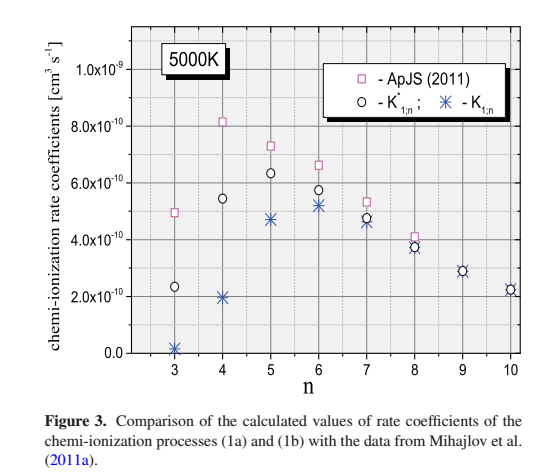 5000K
□ - ApJS (2011)
○ - K*1;n ; ✳ - K1;n
chemi-ionization rate coefficients [cm³ s⁻¹]
1.0x10⁻⁹
8.0x10⁻¹⁰
6.0x10⁻¹⁰
4.0x10⁻¹⁰
2.0x10⁻¹⁰
0.0
3 4 5 6 7 8 9 10
n
Figure 3. Comparison of the calculated values of rate coefficients of the
chemi-ionization processes (1a) and (1b) with the data from Mihajlov et al.
(2011a).